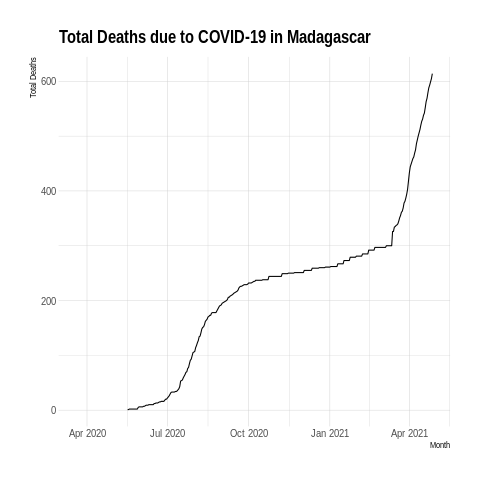 Total Deaths due to COVID-19 in Madagascar
Total Deaths
600
400
200
0
Apr 2020 Jul 2020 Oct 2020 Jan 2021 Apr 2021
Month